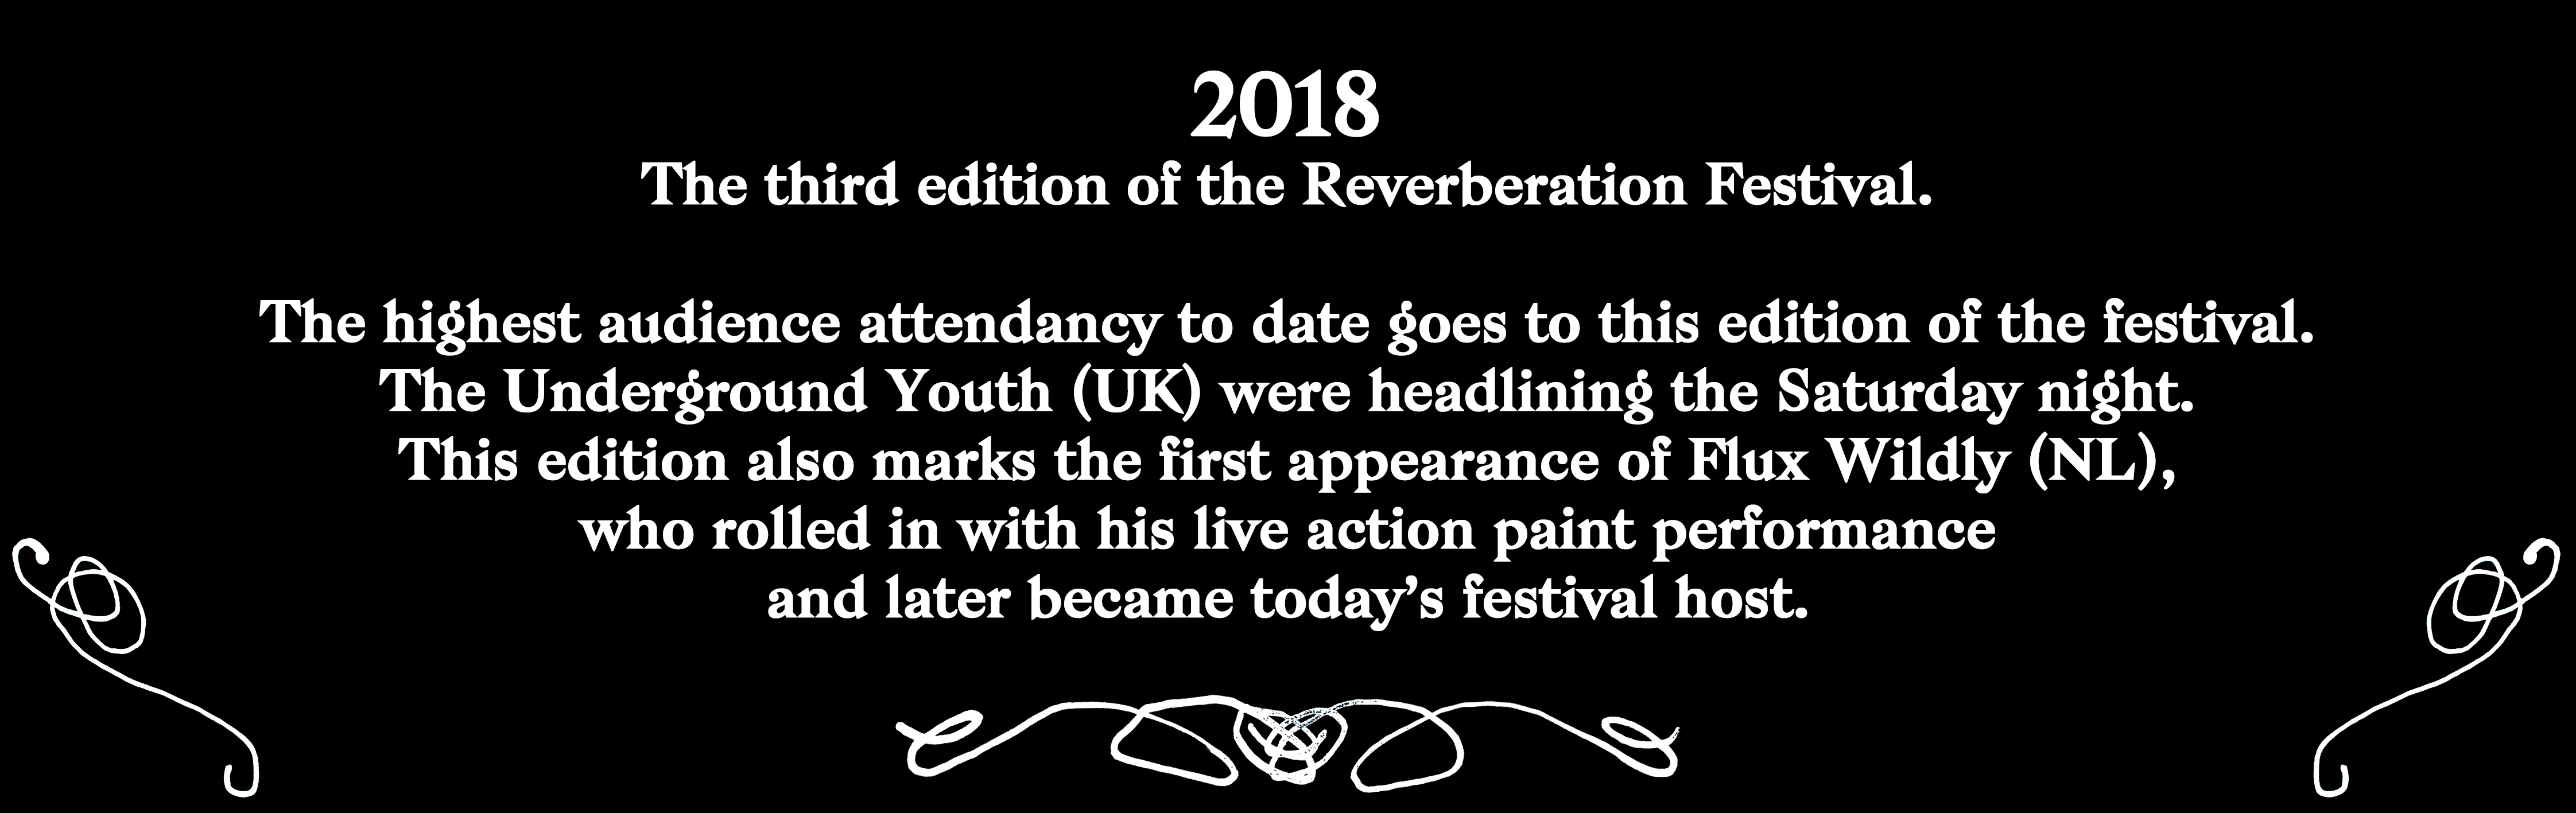 2018
The third edition of the Reverberation Festival.
The highest audience attendancy to date goes to this edition of the festival.
The Underground Youth (UK) were headlining the Saturday night.
This edition also marks the first appearance of Flux Wildly (NL),
who rolled in with his live action paint performance
and later became today’s festival host.